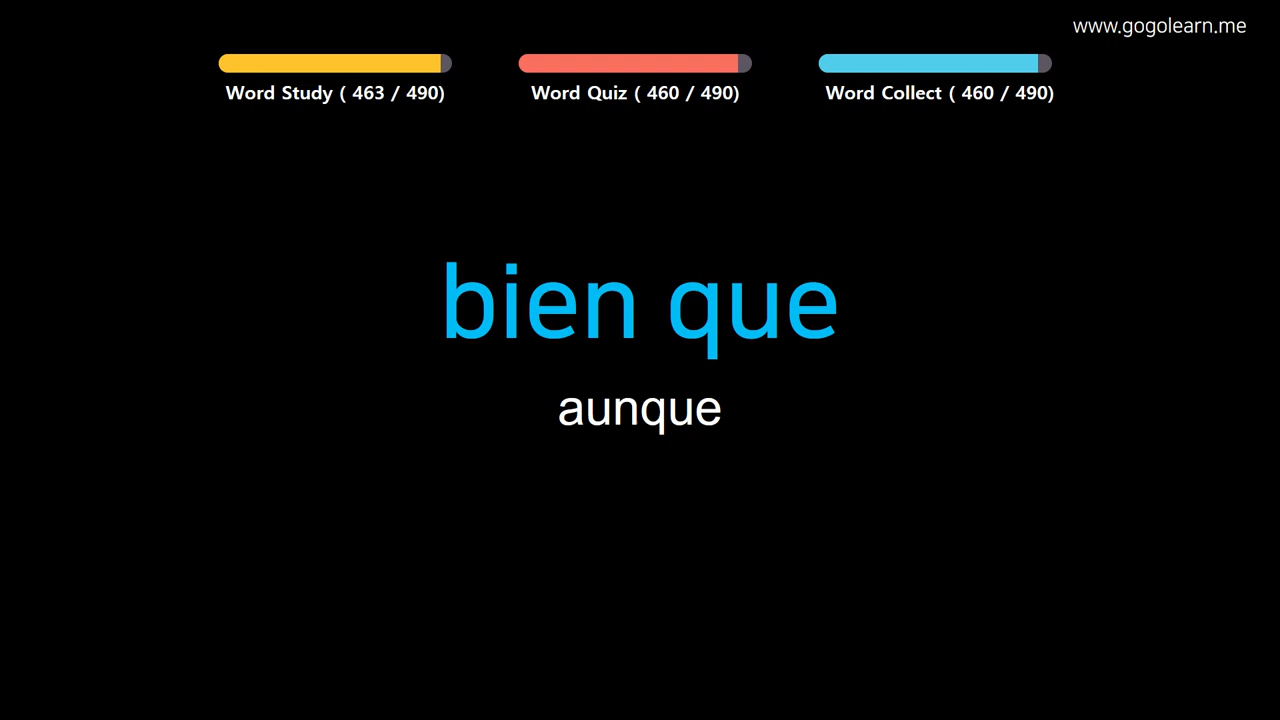 www.gogolearn.me
Word Study ( 463 / 490)
Word Quiz ( 460 / 490)
Word Collect ( 460 / 490)
bien que
aunque